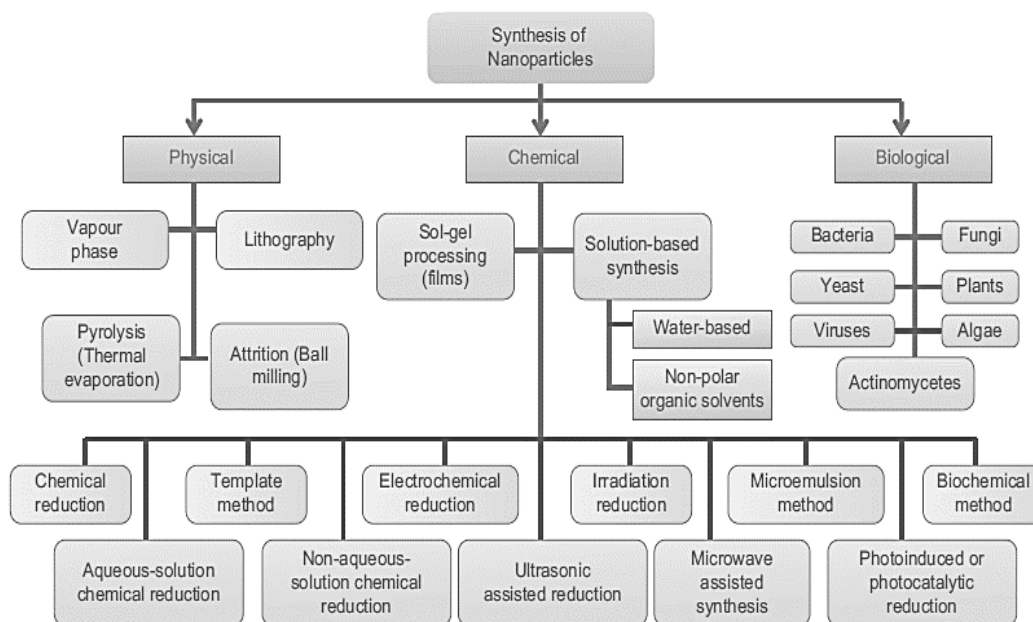 Synthesis of
Nanoparticles
Physical
Chemical
Biological
Vapour
phase
Lithography
Pyrolysis
(Thermal
evaporation)
Attrition (Ball
milling)
Sol-gel
processing
(films)
Solution-based
synthesis
Water-based
Non-polar
organic solvents
Bacteria
Fungi
Yeast
Plants
Viruses
Algae
Actinomycetes
Chemical
reduction
Template
method
Electrochemical
reduction
Irradiation
reduction
Microemulsion
method
Biochemical
method
Aqueous-solution
chemical reduction
Non-aqueous-
solution chemical
reduction
Ultrasonic
assisted reduction
Microwave
assisted
synthesis
Photoinduced or
photocatalytic
reduction